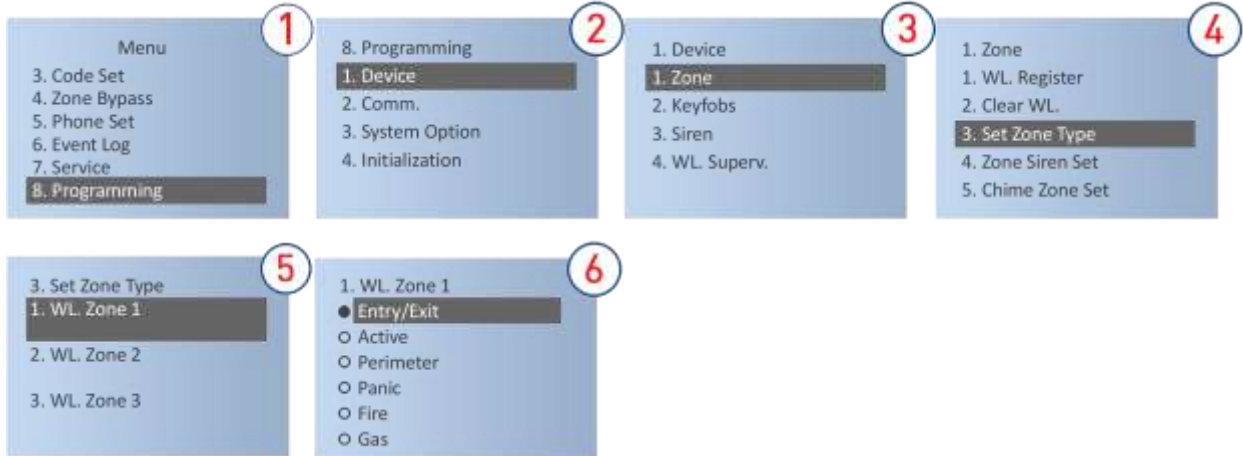 1
Menu
3. Code Set
4. Zone Bypass
5. Phone Set
6. Event Log
7. Service
8. Programming
2
8. Programming
1. Device
2. Comm.
3. System Option
4. Initialization
3
1. Device
1. Zone
2. Keyfobs
3. Siren
4. WL. Superv.
4
1. Zone
1. WL. Register
2. Clear WL.
3. Set Zone Type
4. Zone Siren Set
5. Chime Zone Set
5
3. Set Zone Type
1. WL. Zone 1
2. WL. Zone 2
3. WL. Zone 3
6
1. WL. Zone 1
Entry/Exit
Active
Perimeter
Panic
Fire
Gas